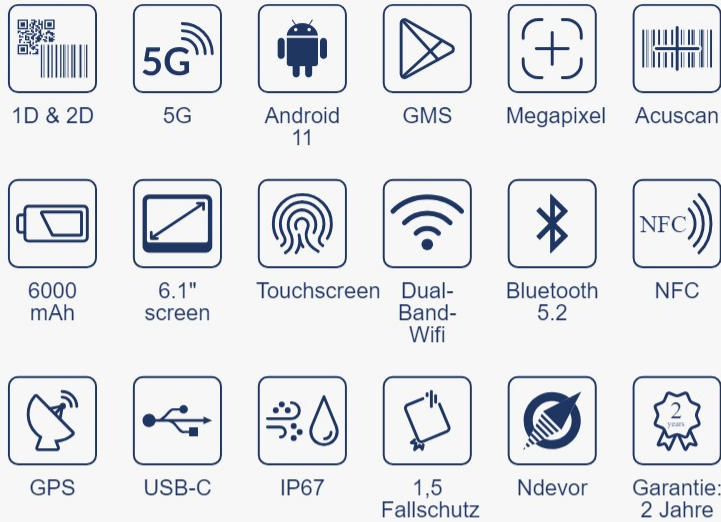 5G
1D & 2D
5G
Android
11
GMS
Megapixel
Acuscan
NFC
6000
mAh
6.1"
screen
Touchscreen
Dual-
Band-
Wifi
Bluetooth
5.2
NFC
2
years
GPS
USB-C
IP67
1,5
Fallschutz
Ndevor
Garantie:
2 Jahre